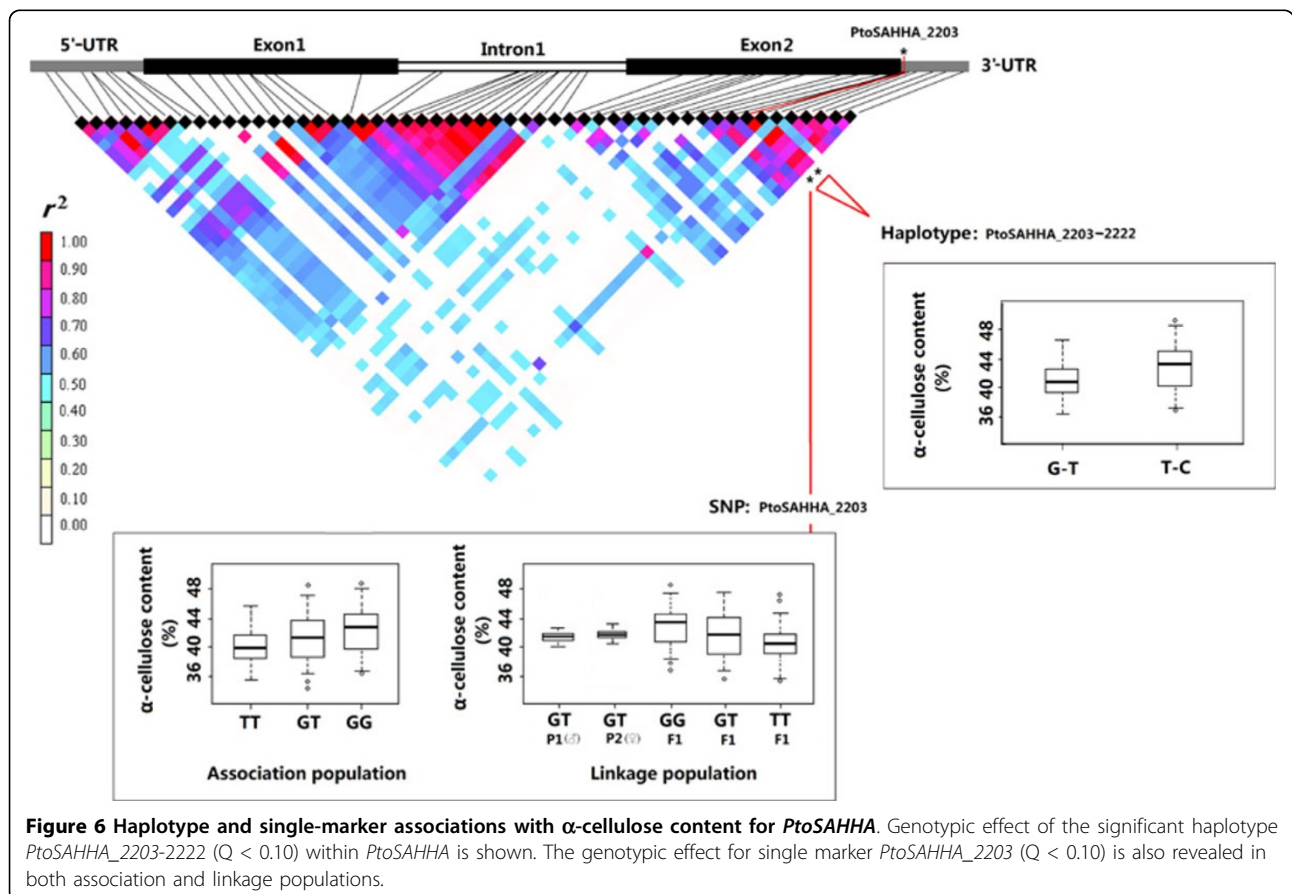 PtoSAHHA_2203
*
5'-UTR Exon1 Intron1 Exon2 3'-UTR
r²
1.00
0.90
0.80
0.70
0.60
0.50
0.40
0.30
0.20
0.10
0.00
**
Haplotype: PtoSAHHA_2203-2222
α-cellulose content
(%)
48
44
40
36
G-T T-C
SNP: PtoSAHHA_2203
α-cellulose content
(%)
48
44
40
36
TT GT GG
Association population
α-cellulose content
(%)
48
44
40
36
GT GT GG GT TT
P1(♂) P2(♀) F1 F1 F1
Linkage population
Figure 6 Haplotype and single-marker associations with α-cellulose content for PtoSAHHA. Genotypic effect of the significant haplotype
PtoSAHHA_2203-2222 (Q < 0.10) within PtoSAHHA is shown. The genotypic effect for single marker PtoSAHHA_2203 (Q < 0.10) is also revealed in
both association and linkage populations.